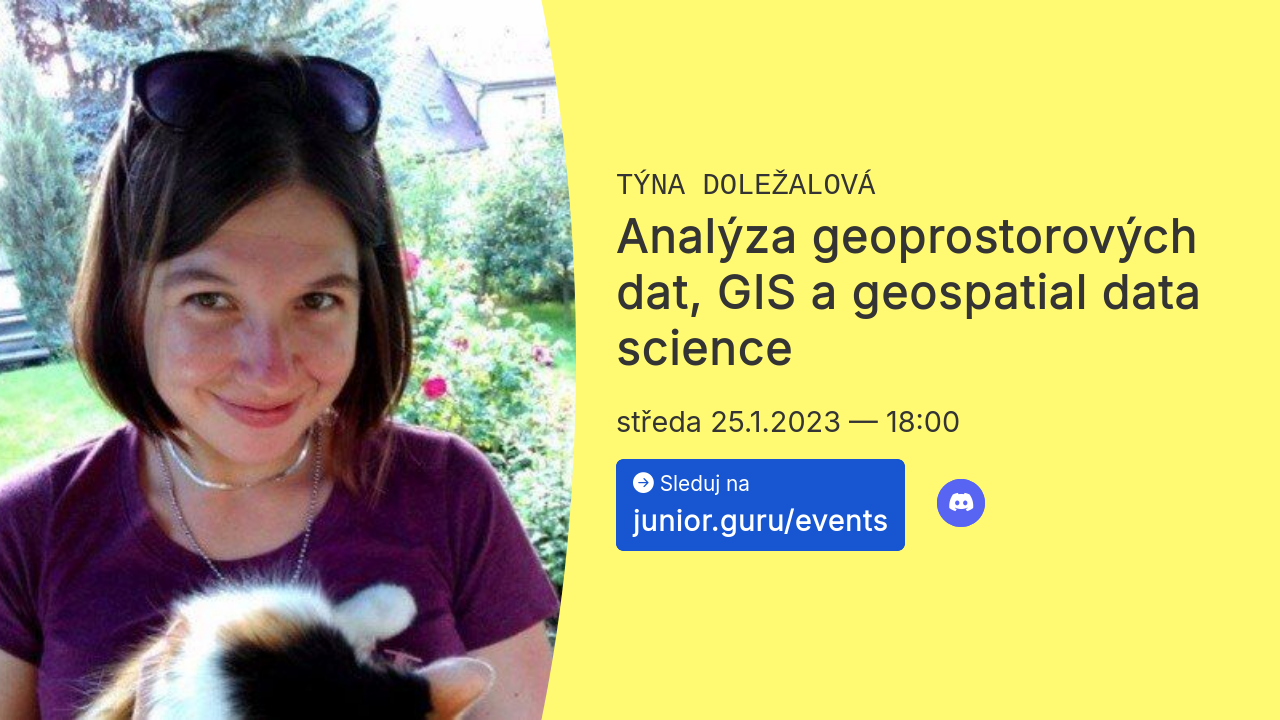 TÝNA DOLEŽALOVÁ
Analýza geoprostorových
dat, GIS a geospatial data
science
středa 25.1.2023 — 18:00
Sleduj na
junior.guru/events